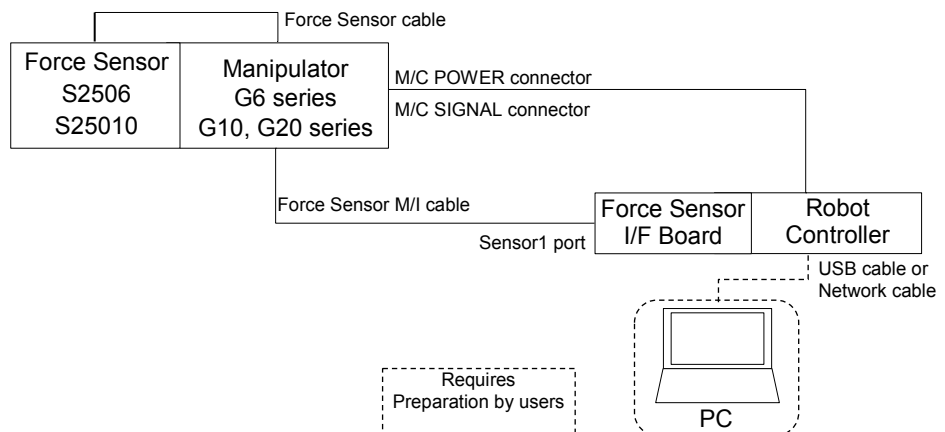 Force Sensor cable
Force Sensor
S2506
S25010
Manipulator
G6 series
G10, G20 series
M/C POWER connector
M/C SIGNAL connector
Force Sensor M/I cable
Sensor1 port
Force Sensor
I/F Board
Robot
Controller
USB cable or
Network cable
Requires
Preparation by users
PC